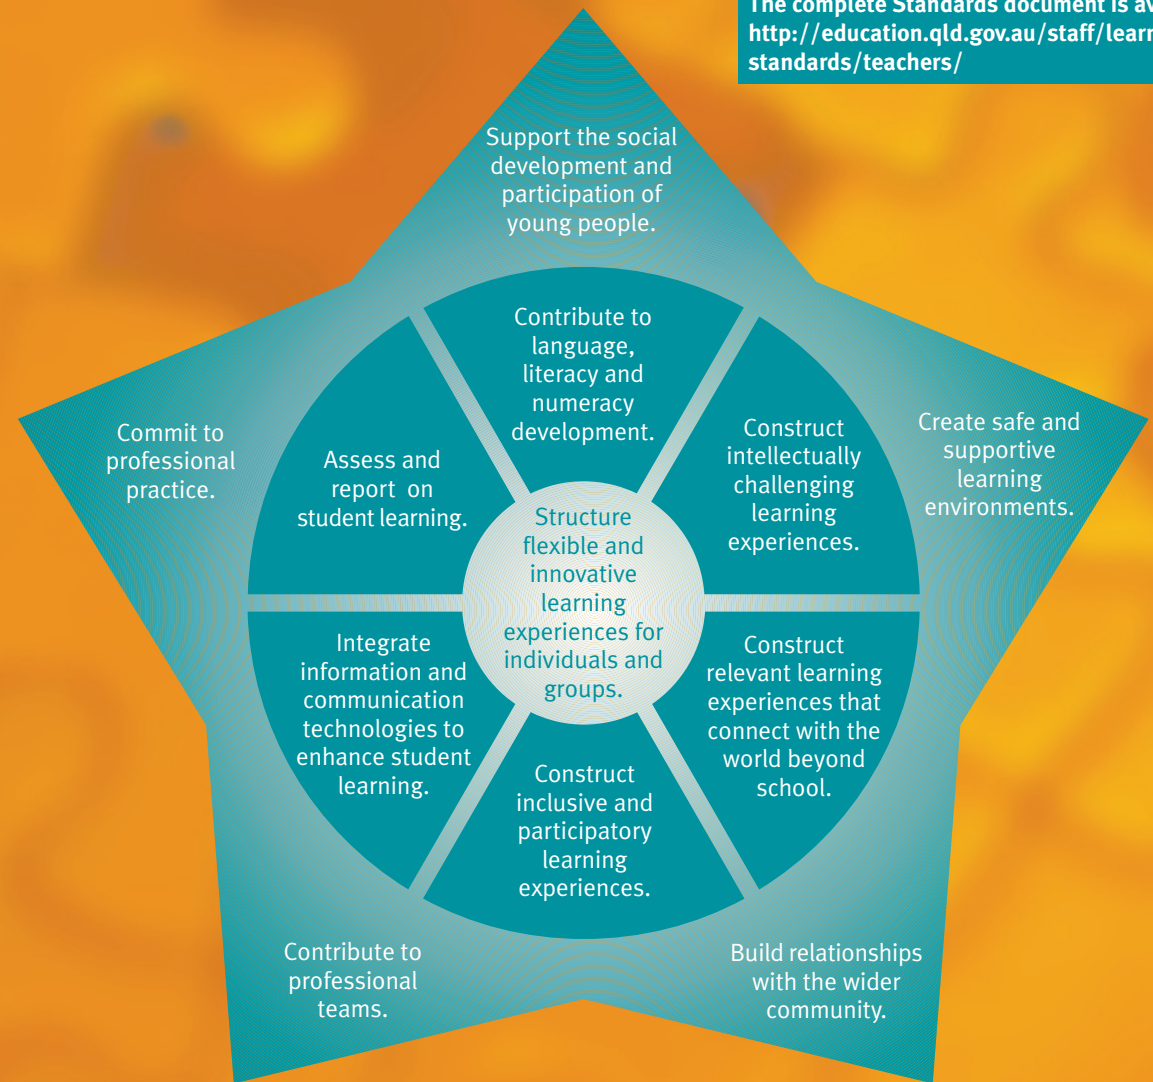 The complete Standards document is
http://education.qld.gov.au/staff/
standards/teachers/
Support the social
development and
participation of
young people.
Contribute to
language,
literacy and
numeracy
development.
Commit to
professional
practice.
Assess and
report on
student learning.
Construct
intellectually
challenging
learning
experiences.
Create safe and
supportive
learning
environments.
Structure
flexible and
innovative
learning
experiences for
individuals and
groups.
Integrate
information and
communication
technologies to
enhance student
learning.
Construct
relevant learning
experiences that
connect with the
world beyond
school.
Construct
inclusive and
participatory
learning
experiences.
Contribute to
professional
teams.
Build relationships
with the wider
community.